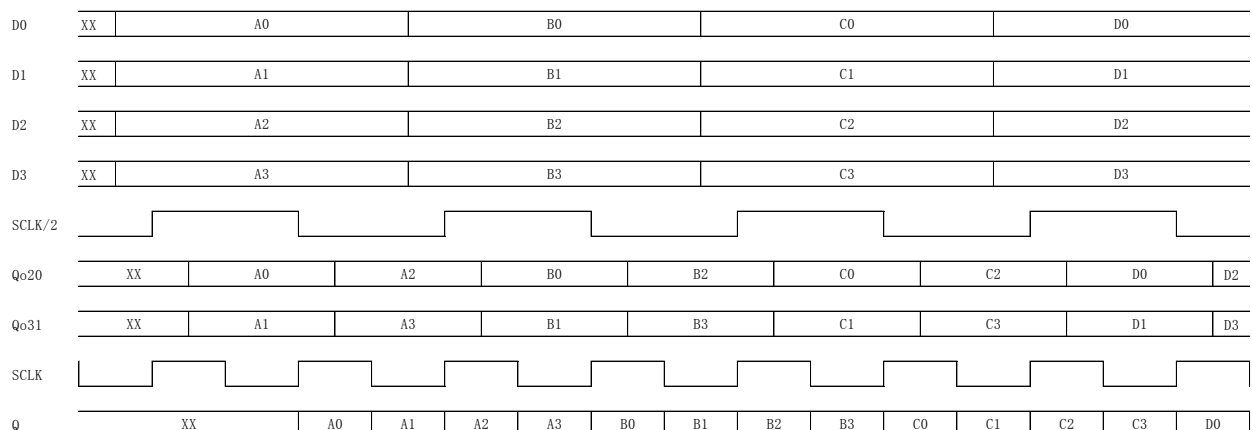 D0 XX A0 B0 C0 D0
D1 XX A1 B1 C1 D1
D2 XX A2 B2 C2 D2
D3 XX A3 B3 C3 D3
SCLK/2
Qo20 XX A0 A2 B0 B2 C0 C2 D0 D2
Qo31 XX A1 A3 B1 B3 C1 C3 D1 D3
SCLK
Q XX A0 A1 A2 A3 B0 B1 B2 B3 C0 C1 C2 C3 D0